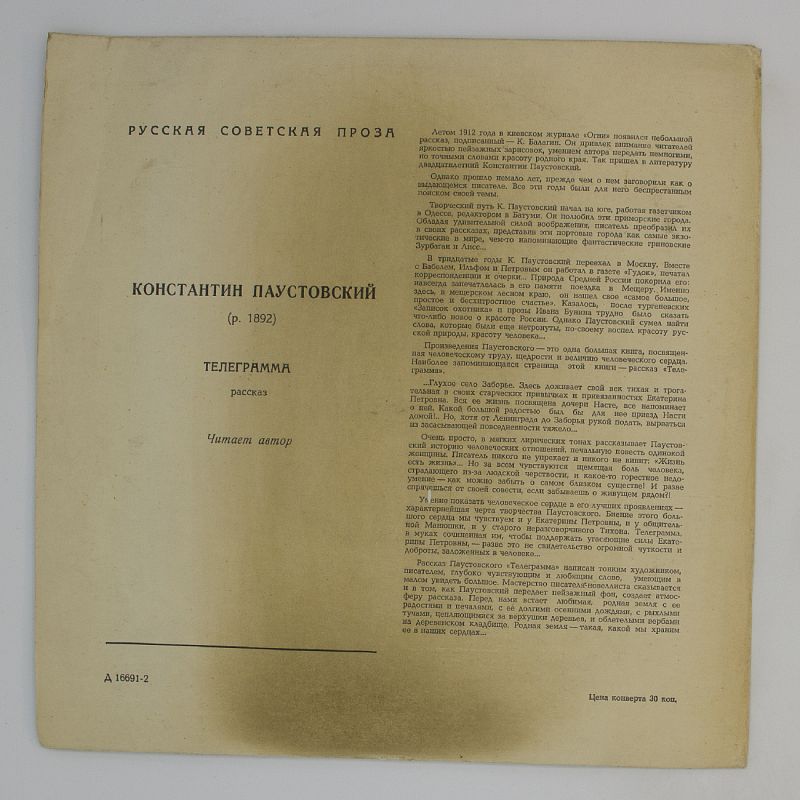 РУССКАЯ СОВЕТСКАЯ ПРОЗА
КОНСТАНТИН ПАУСТОВСКИЙ
(р. 1892)
ТЕЛЕГРАММА
рассказ
Читает автор
Летом 1912 года в киевском журнале «Огни» появился небольшой
рассказ, подписанный — К. Балагин. Он привлек внимание читателей
яркостью пейзажных зарисовок, умением автора передать немногими,
но точными словами красоту родного края. Так пришел в литературу
двадцатилетний Константин Паустовский.
Однако прошло немало лет, прежде чем о нем заговорили как о
выдающемся писателе. Все эти годы были для него беспрестанным
поиском своей темы.
Творческий путь К. Паустовский начал на юге, работая газетчиком
в Одессе, редактором в Батуми. Он полюбил эти приморские города.
Обладая удивительной силой воображения, писатель преобразил их
в своих рассказах, представив эти портовые города как самые экзо-
тические в мире, чем-то напоминающие фантастические гриновские
Зурбаган и Лисс...
В тридцатые годы К. Паустовский переехал в Москву. Вместе
с Бабелем, Ильфом и Петровым он работал в газете «Гудок», печатал
корреспонденции и очерки... Природа Средней России покорила его:
навсегда запечатлелась в его памяти поездка в Мещеру. Именно
здесь, в мещерском лесном краю, он нашел свое «самое большое,
простое и бесхитростное счастье». Казалось, после тургеневских
«Записок охотника» и прозы Ивана Бунина трудно было сказать
что-либо новое о красоте России. Однако Паустовский сумел найти
слова, которые были еще нетронуты, по-своему воспел красоту рус-
ской природы, красоту человека...
Произведения Паустовского — это одна большая книга, посвящен-
ная человеческому труду, щедрости и величию человеческого сердца.
Наиболее запоминающаяся страница этой книги — рассказ «Теле-
грамма».
...Глухое село Заборье. Здесь доживает свой век тихая и трога-
тельная в своих старческих привычках и привязанностях Екатерина
Петровна. Вся ее жизнь посвящена дочери Насте, все напоминает
о ней. Какой большой радостью был бы для нее приезд Насти
домой!.. Но, хотя от Ленинграда до Заборья рукой подать, вырваться
из засасывающей повседневности тяжело...
Очень просто, в мягких лирических тонах рассказывает Паустов-
ский историю человеческих отношений, печальную повесть одинокой
женщины. Писатель никого не упрекает и никого не винит: «Жизнь
есть жизнь»... Но за всем чувствуются щемящая боль человека,
страдающего из-за людской черствости, и какое-то горестное недо-
умение — как можно забыть о самом близком существе! И разве
спрячешься от своей совести, если забываешь о живущем рядом?!
Умение показать человеческое сердце в его лучших проявлениях —
характернейшая черта творчества Паустовского. Биение этого боль-
шого сердца мы чувствуем и у Екатерины Петровны, и у общитель-
ной Манюшки, и у старого неразговорчивого Тихона. Телеграмма,
в муках сочиненная им, чтобы поддержать угасающие силы Екате-
рины Петровны, — разве это не свидетельство огромной чуткости и
доброты, заложенных в человеке...
Рассказ Паустовского «Телеграмма» написан тонким художником,
писателем, глубоко чувствующим и любящим слово, умеющим в
малом увидеть большое. Мастерство писателя-новеллиста сказывается
и в том, как Паустовский передает пейзажный фон, создает атмос-
феру рассказа. Перед нами встает любимая, родная земля с ее
радостями и печалями, с её долгими осенними дождями, с рыхлыми
тучами, цепляющимися за верхушки деревьев, и облетелыми вербами
на деревенском кладбище. Родная земля — такая, какой мы храним
ее в наших сердцах...
Д 16691-2
Цена конверта 30 коп.